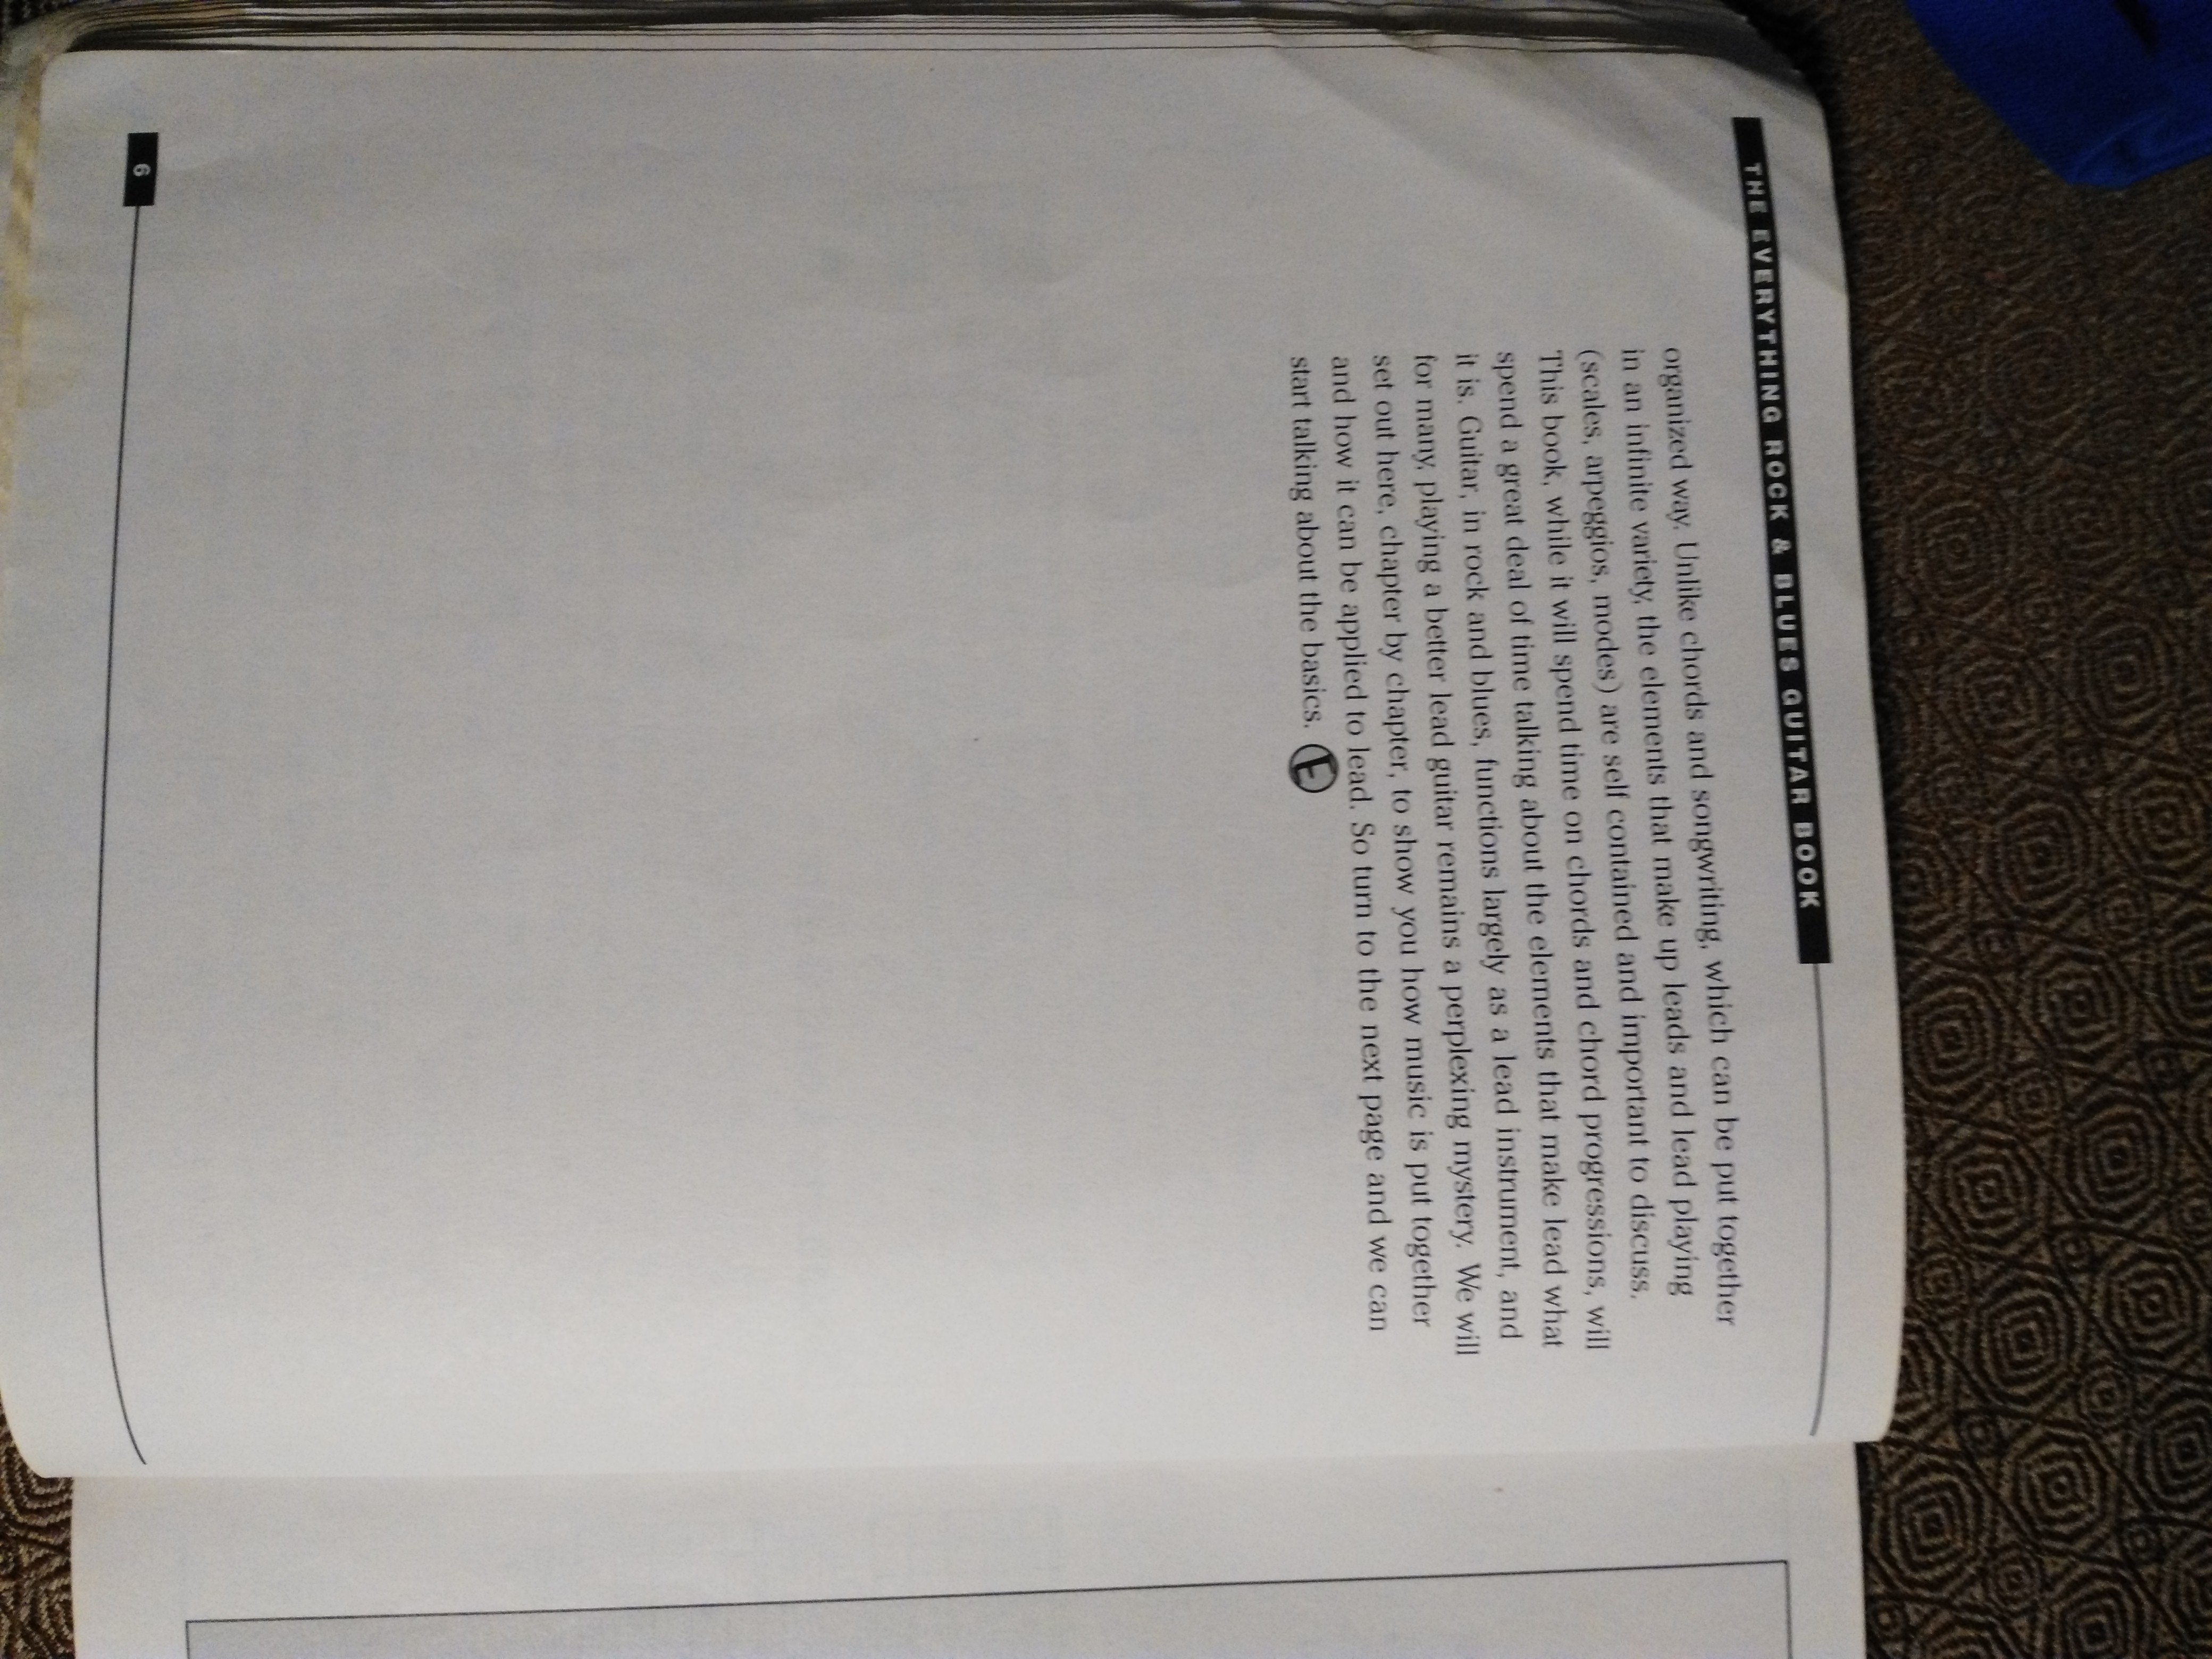 THE EVERYTHING ROCK & BLUES GUITAR BOOK
organized way. Unlike chords and songwriting, which can be put together
in an infinite variety, the elements that make up leads and lead playing
(scales, arpeggios, modes) are self contained and important to discuss.
This book, while it will spend time on chords and chord progressions, will
spend a great deal of time talking about the elements that make lead what
it is. Guitar, in rock and blues, functions largely as a lead instrument, and
for many, playing a better lead guitar remains a perplexing mystery. We will
set out here, chapter by chapter, to show you how music is put together
and how it can be applied to lead. So turn to the next page and we can
start talking about the basics. E
6